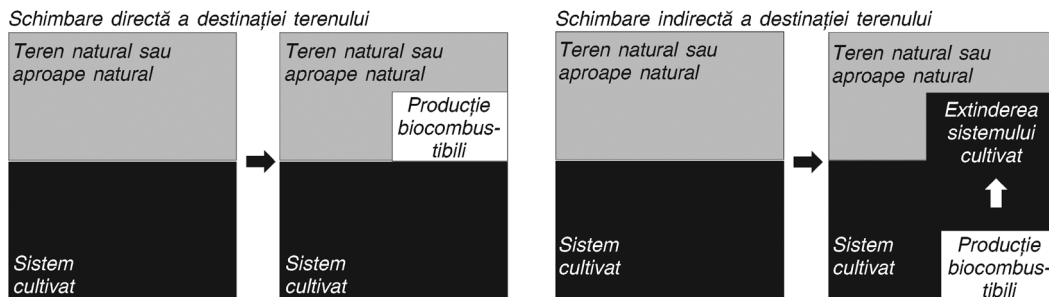 Schimbare directă a destinației terenului
Teren natural sau
aproape natural
Sistem
cultivat
Teren natural sau
aproape natural
Producție
biocombus-
tibili
Sistem
cultivat
Schimbare indirectă a destinației terenului
Teren natural sau
aproape natural
Sistem
cultivat
Teren natural sau
aproape natural
Extinderea
sistemului
cultivat
Sistem
cultivat
Producție
biocombus-
tibili